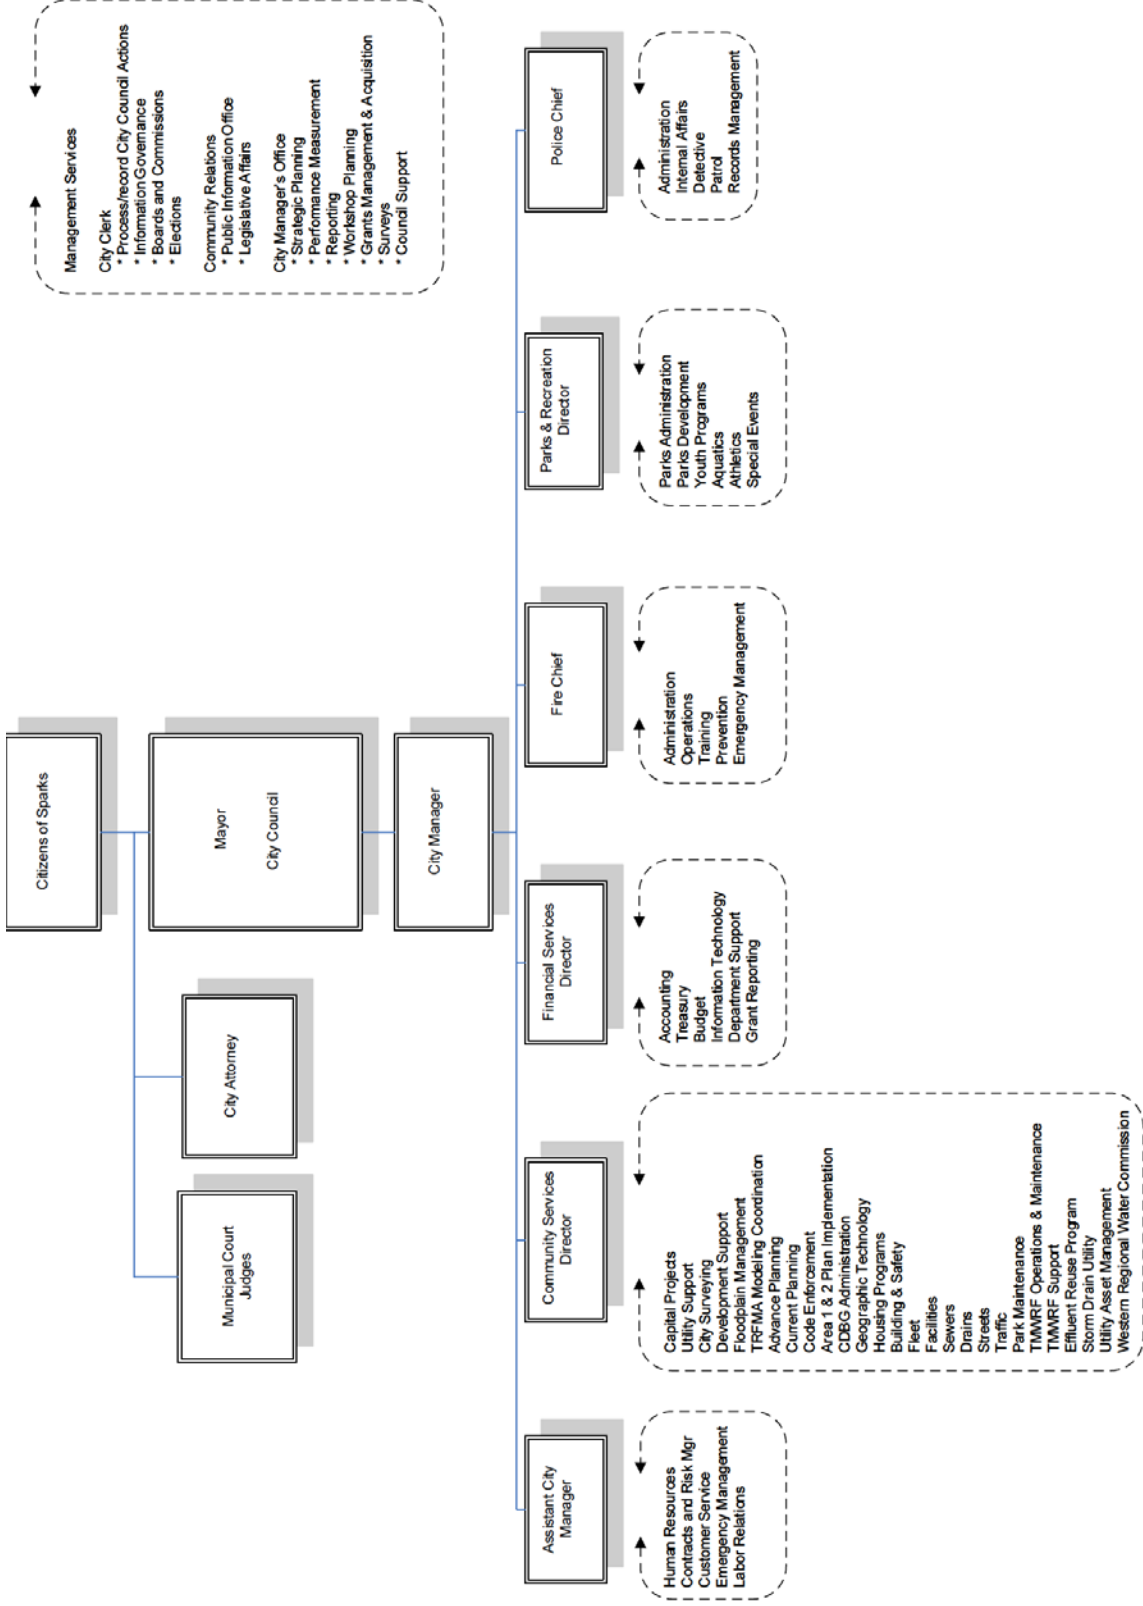 Citizens of Sparks
Mayor
City Council
Municipal Court
Judges
City Attorney
City Manager
Management Services
City Clerk
* Process/record City Council Actions
* Information Governance
* Boards and Commissions
* Elections
Community Relations
* Public Information Office
* Legislative Affairs
City Manager's Office
* Strategic Planning
* Performance Measurement
* Reporting
* Workshop Planning
* Grants Management & Acquisition
* Surveys
* Council Support
Assistant City
Manager
Human Resources
Contracts and Risk Mgr
Customer Service
Emergency Management
Labor Relations
Community Services
Director
Capital Projects
Utility Support
City Surveying
Development Support
Floodplain Management
TRFMA Modeling Coordination
Advance Planning
Current Planning
Code Enforcement
Area 1 & 2 Plan Implementation
CDBG Administration
Geographic Technology
Housing Programs
Building & Safety
Fleet
Facilities
Sewers
Drains
Streets
Traffic
Park Maintenance
TMWRF Operations & Maintenance
TMWRF Support
Effluent Reuse Program
Storm Drain Utility
Utility Asset Management
Western Regional Water Commission
Financial Services
Director
Accounting
Treasury
Budget
Information Technology
Department Support
Grant Reporting
Fire Chief
Administration
Operations
Training
Prevention
Emergency Management
Parks & Recreation
Director
Parks Administration
Parks Development
Youth Programs
Aquatics
Athletics
Special Events
Police Chief
Administration
Internal Affairs
Detective
Patrol
Records Management